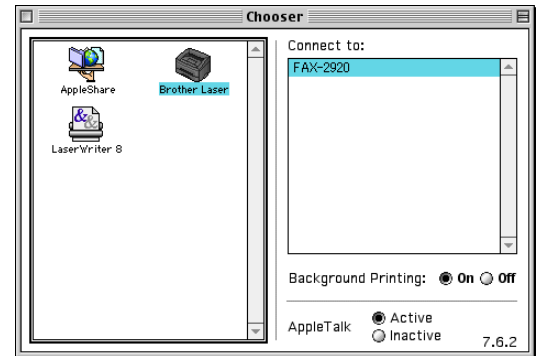 Chooser
AppleShare
Brother Laser
LaserWriter 8
Connect to:
FAX-2920
Background Printing: On Off
AppleTalk
Active
Inactive
7.6.2